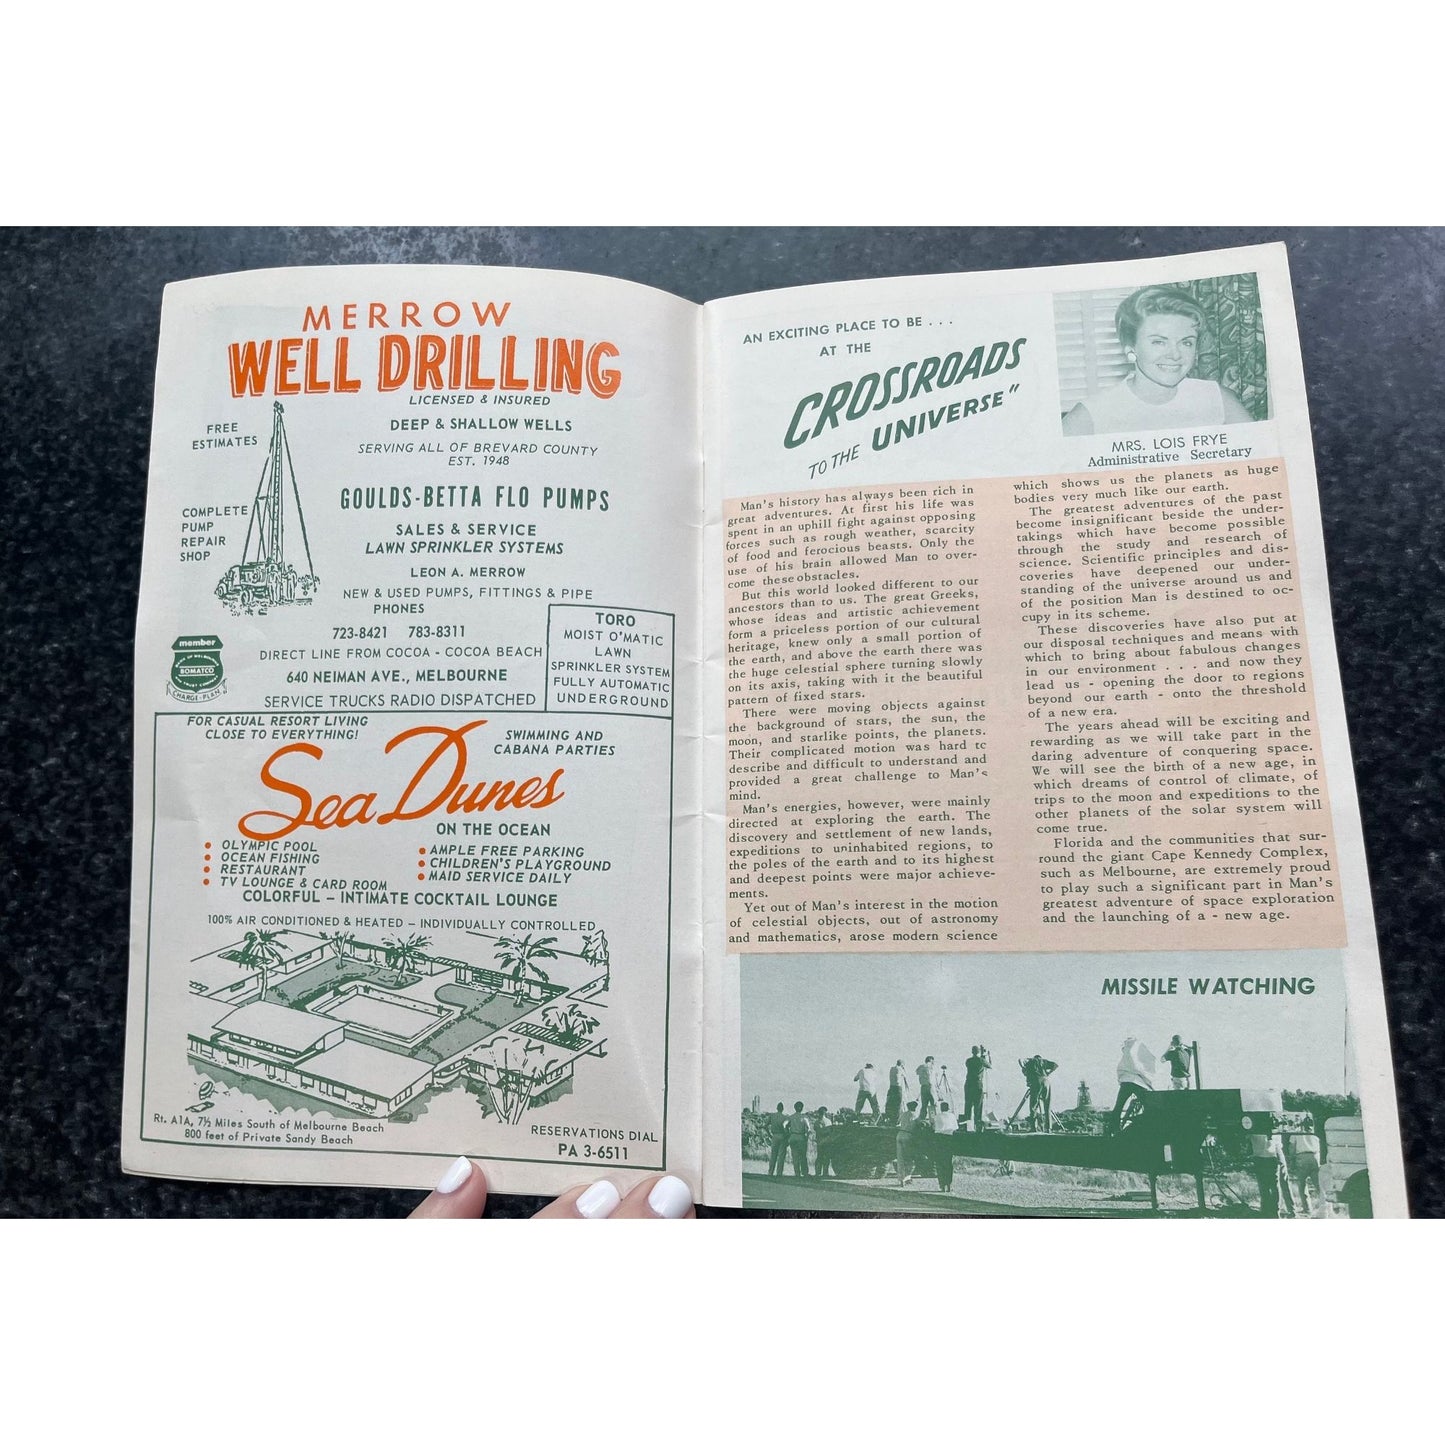 MERROW
WELL DRILLING
LICENSED & INSURED
FREE
ESTIMATES
DEEP & SHALLOW WELLS
SERVING ALL OF BREVARD COUNTY
EST. 1948
GOULDS-BETTA FLO PUMPS
COMPLETE
PUMP
REPAIR
SHOP
SALES & SERVICE
LAWN SPRINKLER SYSTEMS
LEON A. MERROW
NEW & USED PUMPS, FITTINGS & PIPE
PHONES
723-8421 783-8311
DIRECT LINE FROM COCOA - COCOA BEACH
640 NEIMAN AVE., MELBOURNE
SERVICE TRUCKS RADIO DISPATCHED
member
BOMATCO
CHARGE-PLAN
TORO
MOIST O'MATIC
LAWN
SPRINKLER SYSTEM
FULLY AUTOMATIC
UNDERGROUND
FOR CASUAL RESORT LIVING
CLOSE TO EVERYTHING!
SWIMMING AND
CABANA PARTIES
Sea Dunes
ON THE OCEAN
• OLYMPIC POOL
• OCEAN FISHING
• RESTAURANT
• TV LOUNGE & CARD ROOM
• AMPLE FREE PARKING
• CHILDREN'S PLAYGROUND
• MAID SERVICE DAILY
COLORFUL – INTIMATE COCKTAIL LOUNGE
100% AIR CONDITIONED & HEATED – INDIVIDUALLY CONTROLLED
Rt. A1A, 7½ Miles South of Melbourne Beach
800 feet of Private Sandy Beach
RESERVATIONS DIAL
PA 3-6511
AN EXCITING PLACE TO BE . . .
AT THE
CROSSROADS
TO THE UNIVERSE"
MRS. LOIS FRYE
Administrative Secretary
Man's history has always been rich in
great adventures. At first his life was
spent in an uphill fight against opposing
forces such as rough weather, scarcity
of food and ferocious beasts. Only the
use of his brain allowed Man to over-
come these obstacles.
But this world looked different to our
ancestors than to us. The great Greeks,
whose ideas and artistic achievement
form a priceless portion of our cultural
heritage, knew only a small portion of
the earth, and above the earth there was
the huge celestial sphere turning slowly
on its axis, taking with it the beautiful
pattern of fixed stars.
There were moving objects against
the background of stars, the sun, the
moon, and starlike points, the planets.
Their complicated motion was hard to
describe and difficult to understand and
provided a great challenge to Man's
mind.
Man's energies, however, were mainly
directed at exploring the earth. The
discovery and settlement of new lands,
expeditions to uninhabited regions, to
the poles of the earth and to its highest
and deepest points were major achieve-
ments.
Yet out of Man's interest in the motion
of celestial objects, out of astronomy
and mathematics, arose modern science
which shows us the planets as huge
bodies very much like our earth.
The greatest adventures of the past
become insignificant beside the under-
takings which have become possible
through the study and research of
science. Scientific principles and dis-
coveries have deepened our under-
standing of the universe around us and
of the position Man is destined to oc-
cupy in its scheme.
These discoveries have also put at
our disposal techniques and means with
which to bring about fabulous changes
in our environment . . . . and now they
lead us - opening the door to regions
beyond our earth - onto the threshold
of a new era.
The years ahead will be exciting and
rewarding as we will take part in the
daring adventure of conquering space.
We will see the birth of a new age, in
which dreams of control of climate, of
trips to the moon and expeditions to the
other planets of the solar system will
come true.
Florida and the communities that sur-
round the giant Cape Kennedy Complex,
such as Melbourne, are extremely proud
to play such a significant part in Man's
greatest adventure of space exploration
and the launching of a - new age.
MISSILE WATCHING